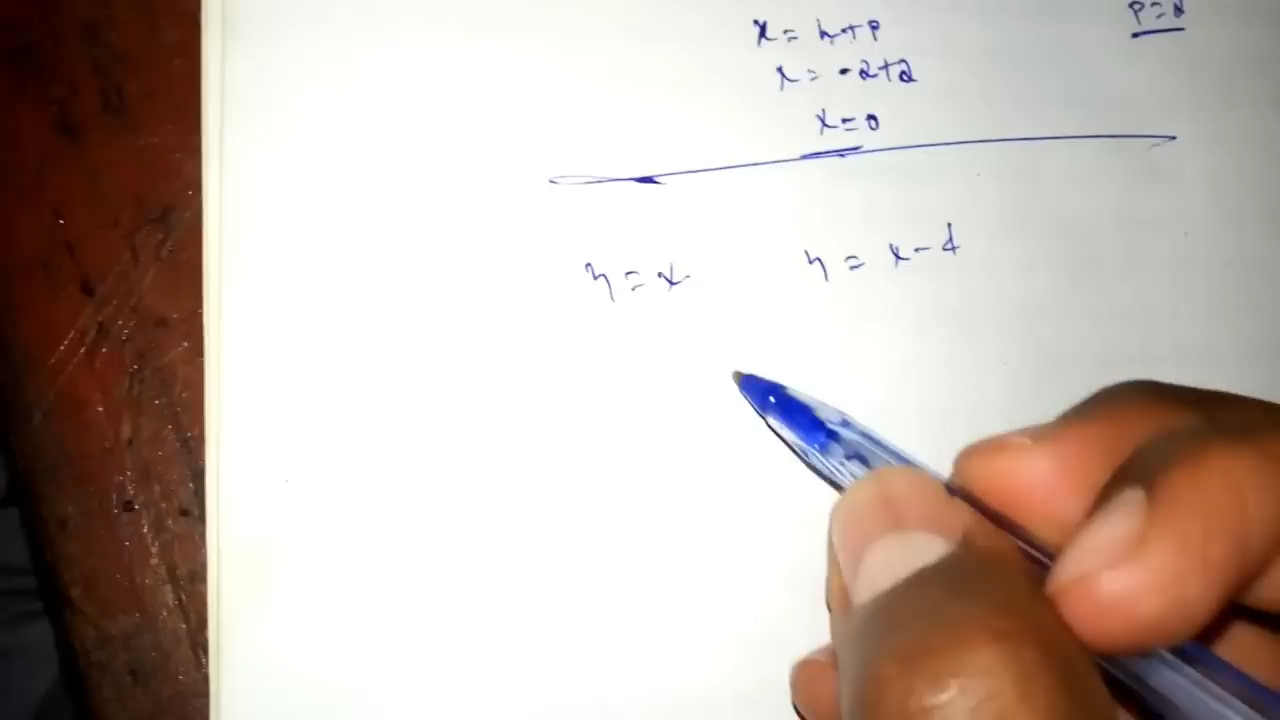 x = h+p
p=2
x = -2+2
x=0
y = x
y = x-4